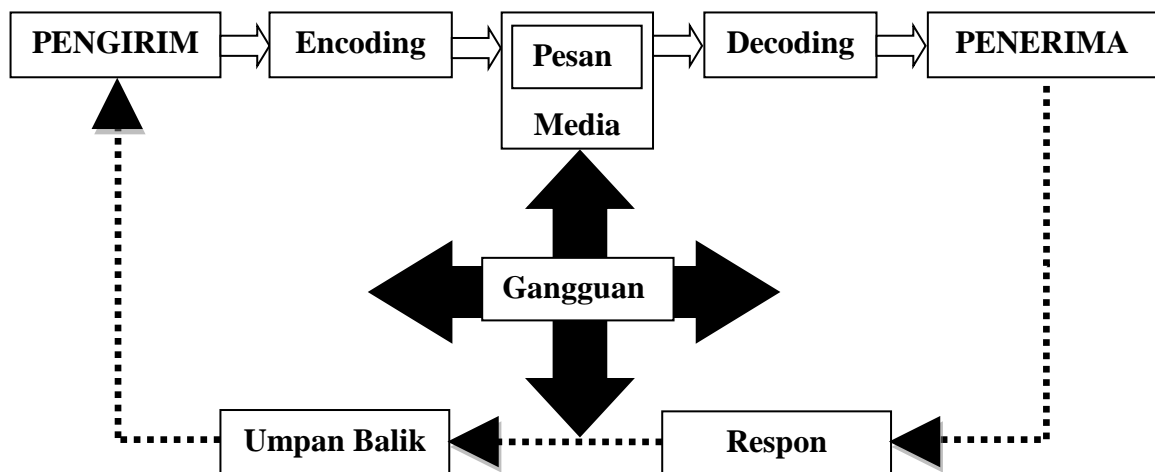 PENGIRIM
Encoding
Pesan
Media
Decoding
PENERIMA
Gangguan
Umpan Balik
Respon